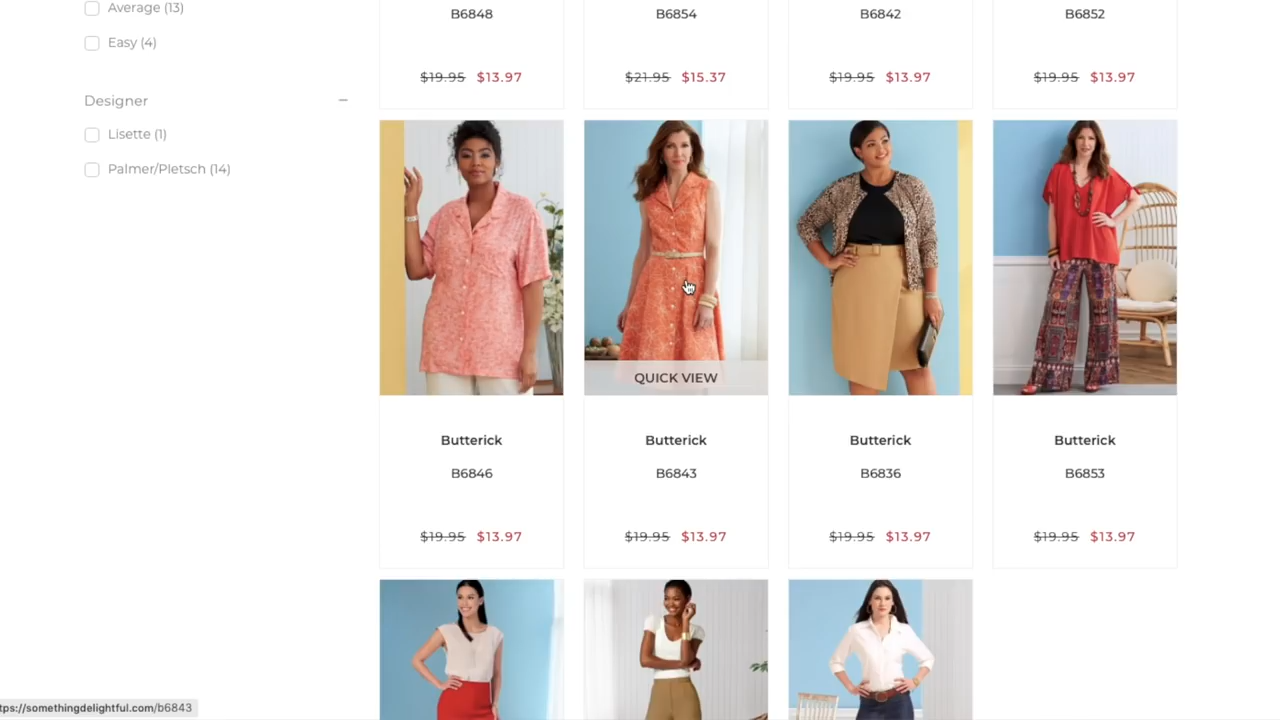 Average (13)
Easy (4)
Designer
Lisette (1)
Palmer/Pletsch (14)
B6848
B6854
B6842
B6852
$19.95 $13.97
$21.95 $15.37
$19.95 $13.97
$19.95 $13.97
QUICK VIEW
Butterick
Butterick
Butterick
Butterick
B6846
B6843
B6836
B6853
$19.95 $13.97
$19.95 $13.97
$19.95 $13.97
$19.95 $13.97
tps://somethingdelightful.com/b6843